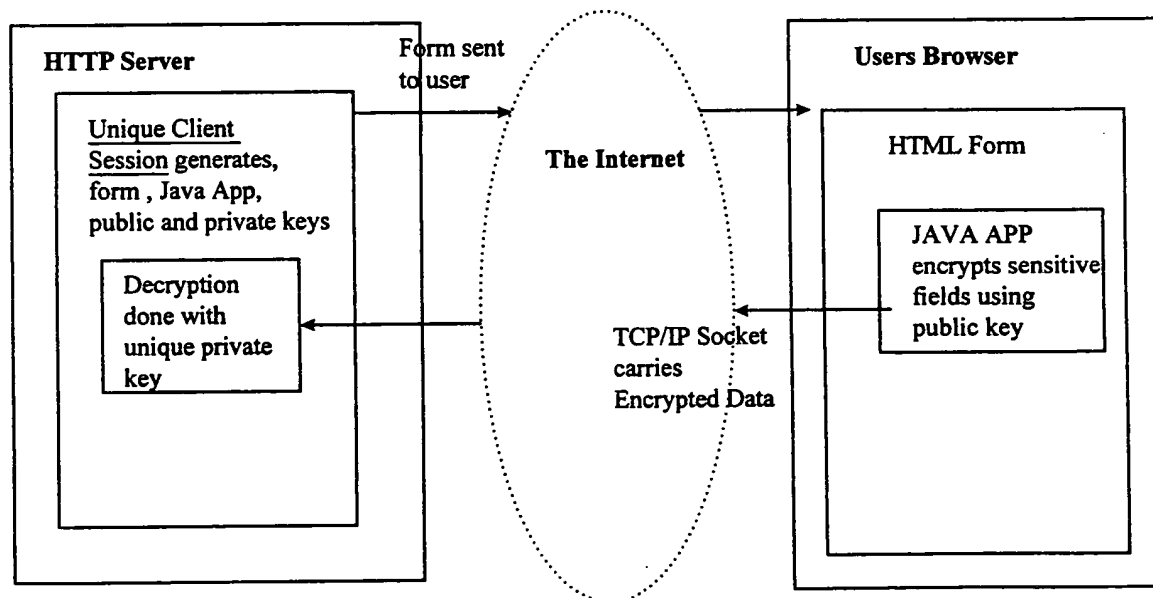 HTTP Server
Unique Client
Session generates,
form , Java App,
public and private keys
Decryption
done with
unique private
key
Form sent
to user
The Internet
TCP/IP Socket
carries
Encrypted Data
Users Browser
HTML Form
JAVA APP
encrypts sensitive
fields using
public key